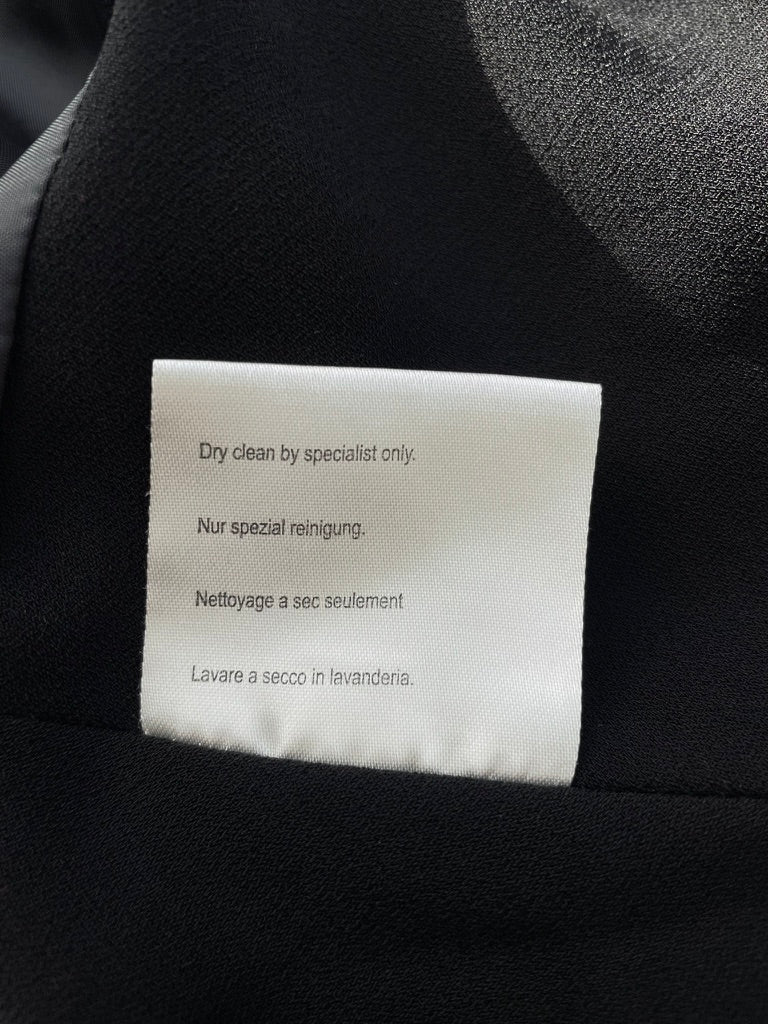 Dry clean by specialist only.
Nur spezial reinigung.
Nettoyage a sec seulement
Lavare a secco in lavanderia.